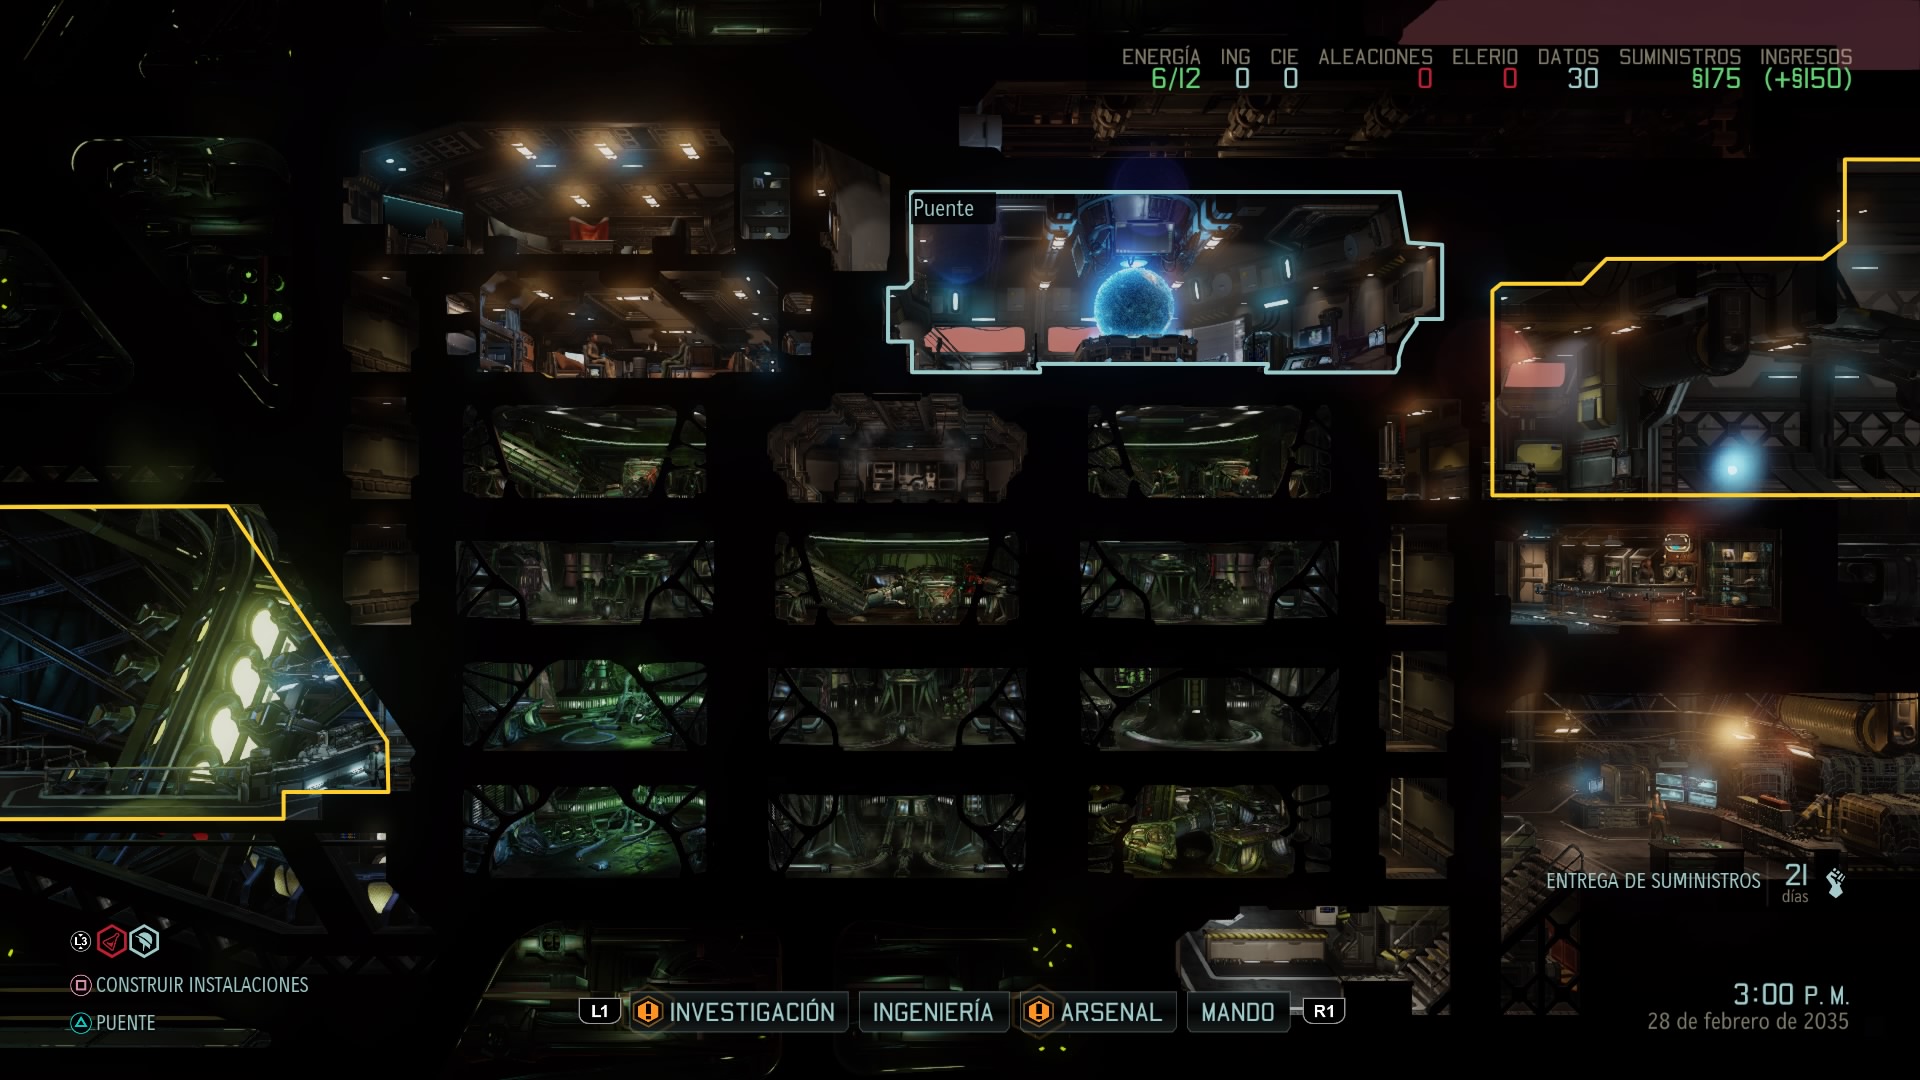 ENERGÍA ING CIE ALEACIONES ELERIO DATOS SUMINISTROS INGRESOS
6/12 0 0 0 0 30 §175 (+§150)
Puente
ENTREGA DE SUMINISTROS 21
días
L3
CONSTRUIR INSTALACIONES
PUENTE
L1 INVESTIGACIÓN INGENIERÍA ARSENAL MANDO R1
3:00 P. M.
28 de febrero de 2035